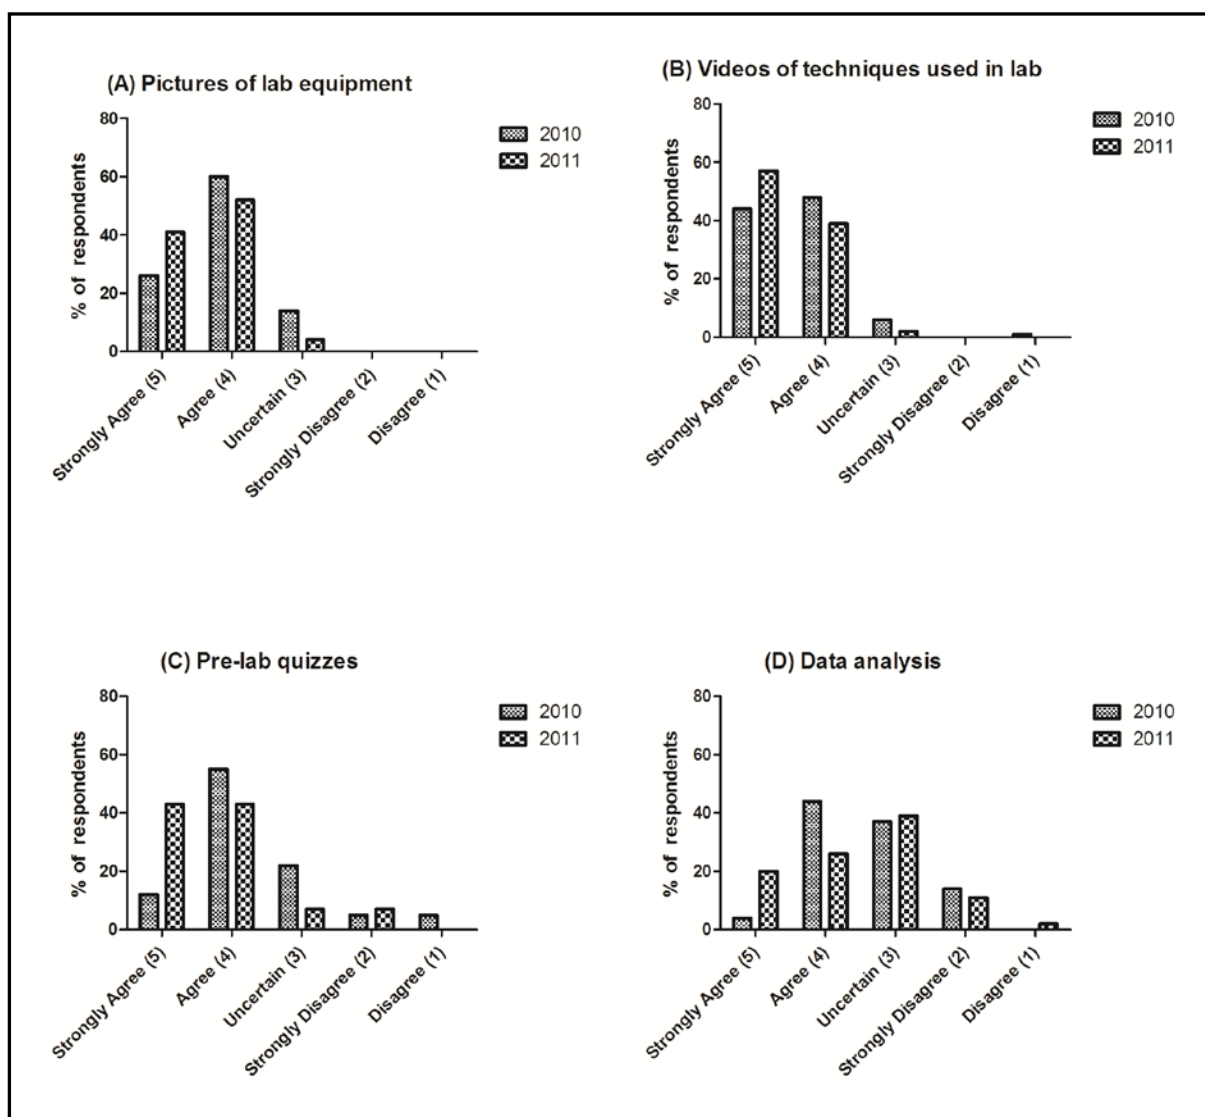 (A) Pictures of lab equipment
% of respondents
80
60
40
20
0
Strongly Agree (5)
Agree (4)
Uncertain (3)
Strongly Disagree (2)
Disagree (1)
2010
2011
(B) Videos of techniques used in lab
% of respondents
80
60
40
20
0
Strongly Agree (5)
Agree (4)
Uncertain (3)
Strongly Disagree (2)
Disagree (1)
2010
2011
(C) Pre-lab quizzes
% of respondents
80
60
40
20
0
Strongly Agree (5)
Agree (4)
Uncertain (3)
Strongly Disagree (2)
Disagree (1)
2010
2011
(D) Data analysis
% of respondents
80
60
40
20
0
Strongly Agree (5)
Agree (4)
Uncertain (3)
Strongly Disagree (2)
Disagree (1)
2010
2011